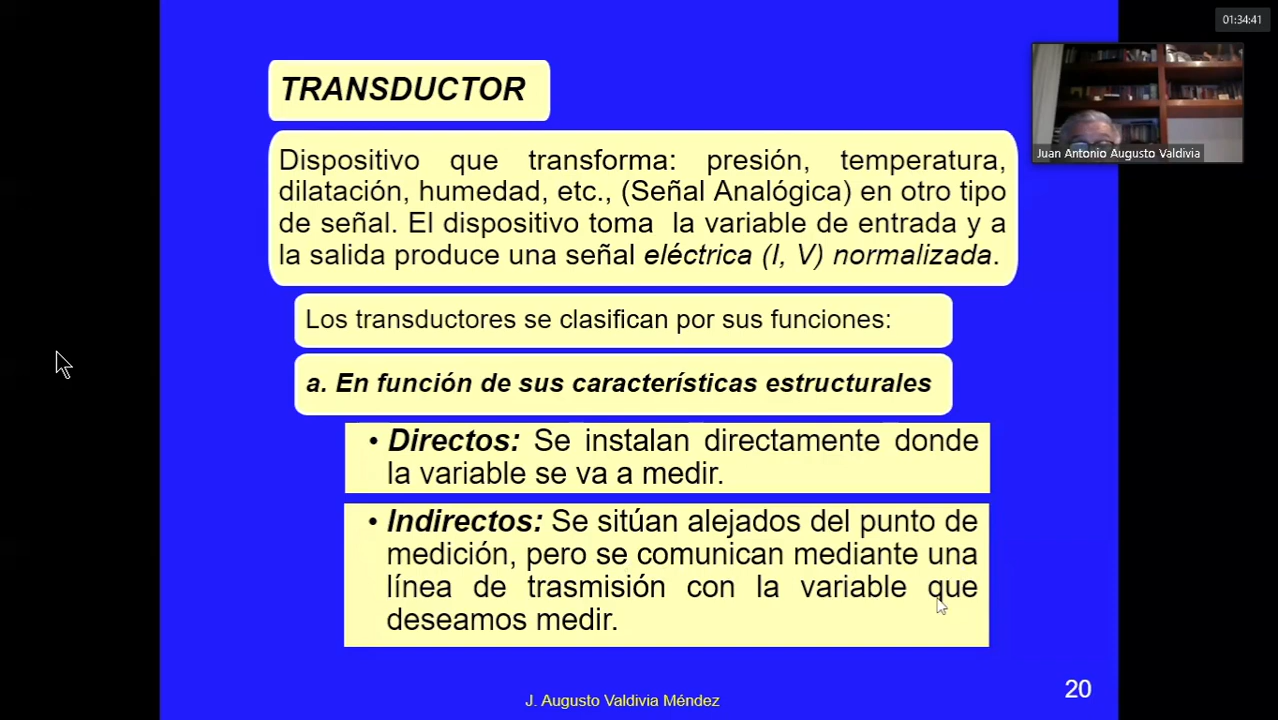 01:34:41
TRANSDUCTOR
Dispositivo que transforma: presión, temperatura,
dilatación, humedad, etc., (Señal Analógica) en otro tipo
de señal. El dispositivo toma la variable de entrada y a
la salida produce una señal eléctrica (I, V) normalizada.
Juan Antonio Augusto Valdivia
Los transductores se clasifican por sus funciones:
a. En función de sus características estructurales
• Directos: Se instalan directamente donde
la variable se va a medir.
• Indirectos: Se sitúan alejados del punto de
medición, pero se comunican mediante una
línea de trasmisión con la variable que
deseamos medir.
J. Augusto Valdivia Méndez
20